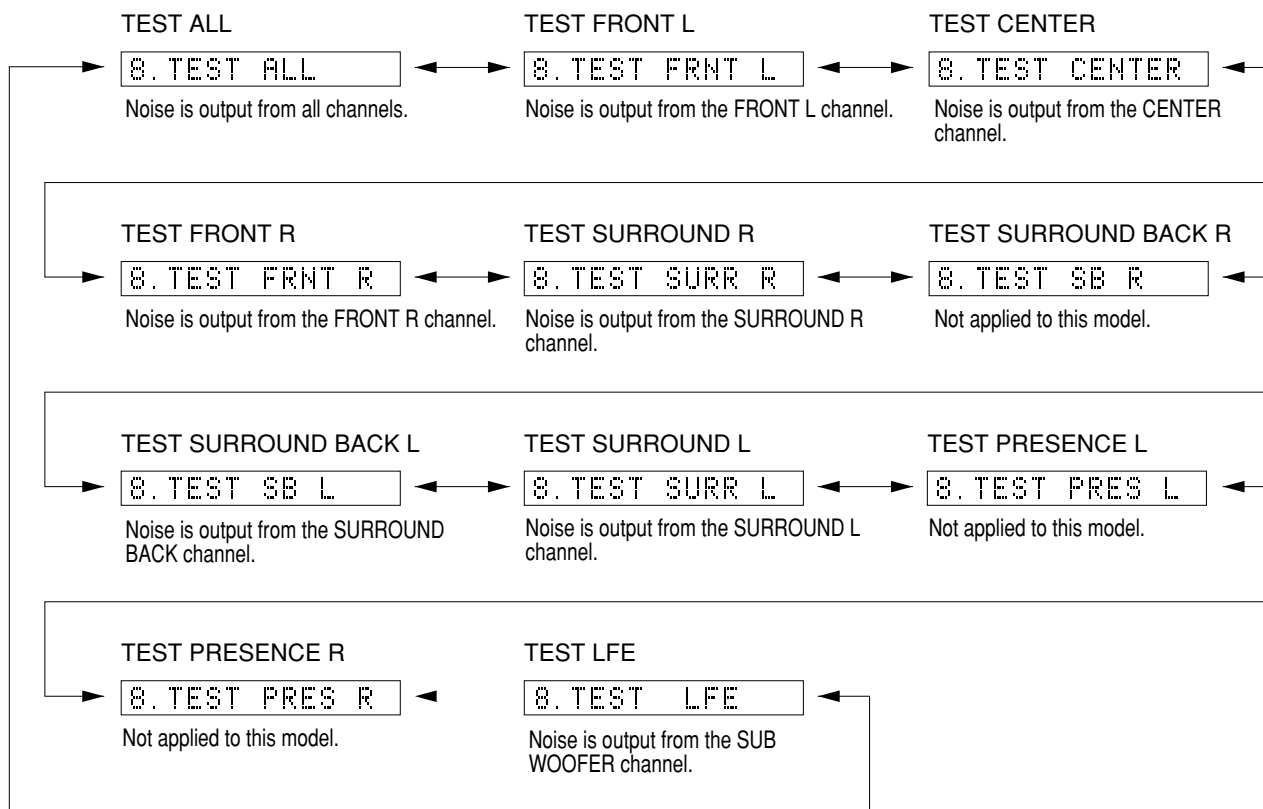 TEST ALL
8. TEST ALL
Noise is output from all channels.
TEST FRONT L
8. TEST FRNT L
Noise is output from the FRONT L channel.
TEST CENTER
8. TEST CENTER
Noise is output from the CENTER
channel.
TEST FRONT R
8. TEST FRNT R
Noise is output from the FRONT R channel.
TEST SURROUND R
8. TEST SURR R
Noise is output from the SURROUND R
channel.
TEST SURROUND BACK R
8. TEST SB R
Not applied to this model.
TEST SURROUND BACK L
8. TEST SB L
Noise is output from the SURROUND
BACK channel.
TEST SURROUND L
8. TEST SURR L
Noise is output from the SURROUND L
channel.
TEST PRESENCE L
8. TEST PRES L
Not applied to this model.
TEST PRESENCE R
8. TEST PRES R
Not applied to this model.
TEST LFE
8. TEST LFE
Noise is output from the SUB
WOOFER channel.